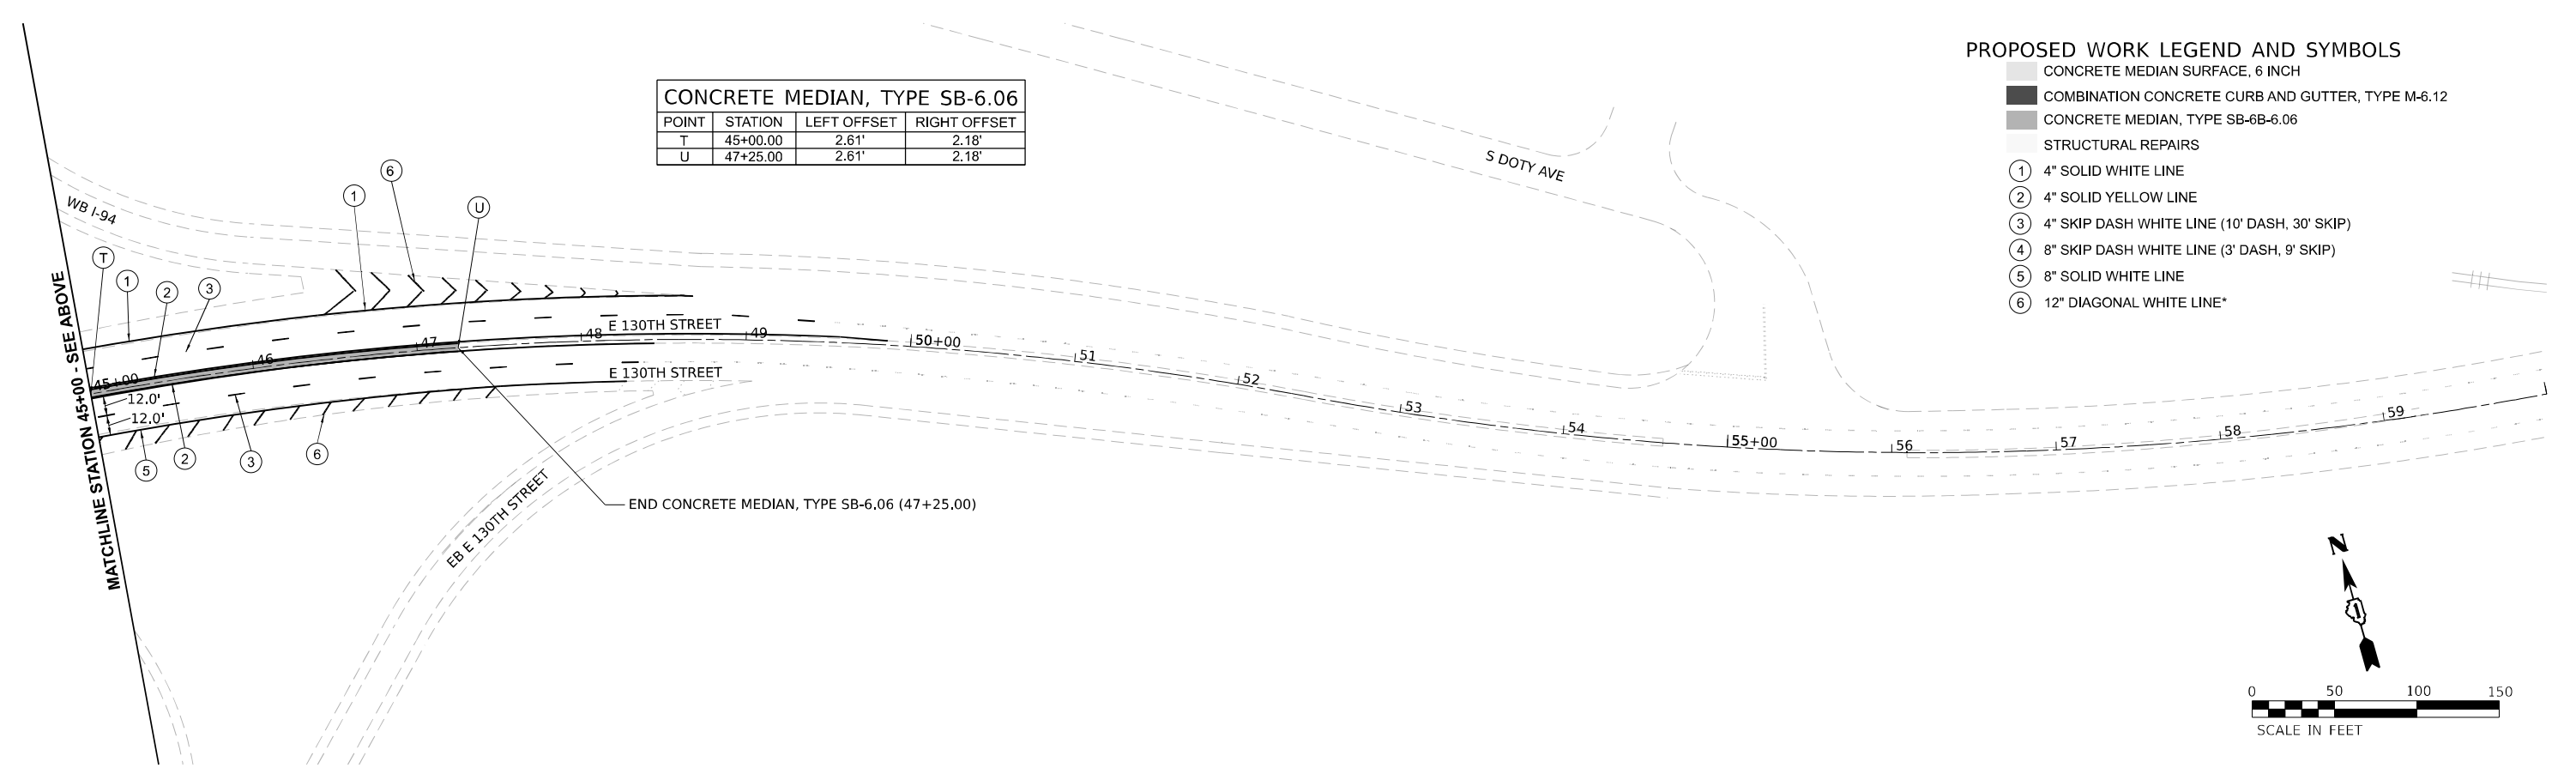 PROPOSED WORK LEGEND AND SYMBOLS
CONCRETE MEDIAN SURFACE, 6 INCH
COMBINATION CONCRETE CURB AND GUTTER, TYPE M-6.12
CONCRETE MEDIAN, TYPE SB-6B-6.06
STRUCTURAL REPAIRS
1 4" SOLID WHITE LINE
2 4" SOLID YELLOW LINE
3 4" SKIP DASH WHITE LINE (10' DASH, 30' SKIP)
4 8" SKIP DASH WHITE LINE (3' DASH, 9' SKIP)
5 8" SOLID WHITE LINE
6 12" DIAGONAL WHITE LINE*
CONCRETE MEDIAN, TYPE SB-6.06
POINT STATION LEFT OFFSET RIGHT OFFSET
T 45+00.00 2.61' 2.18'
U 47+25.00 2.61' 2.18'
S DOTY AVE
6
1
U
WB I-94
T
1
2
3
MATCHLINE STATION 45+00 - SEE ABOVE
E 130TH STREET
45+00
46
47
48
49
50+00
51
52
53
54
55+00
56
57
58
59
E 130TH STREET
12.0'
12.0'
5
2
3
6
EB E 130TH STREET
END CONCRETE MEDIAN, TYPE SB-6.06 (47+25.00)
N
0 50 100 150
SCALE IN FEET